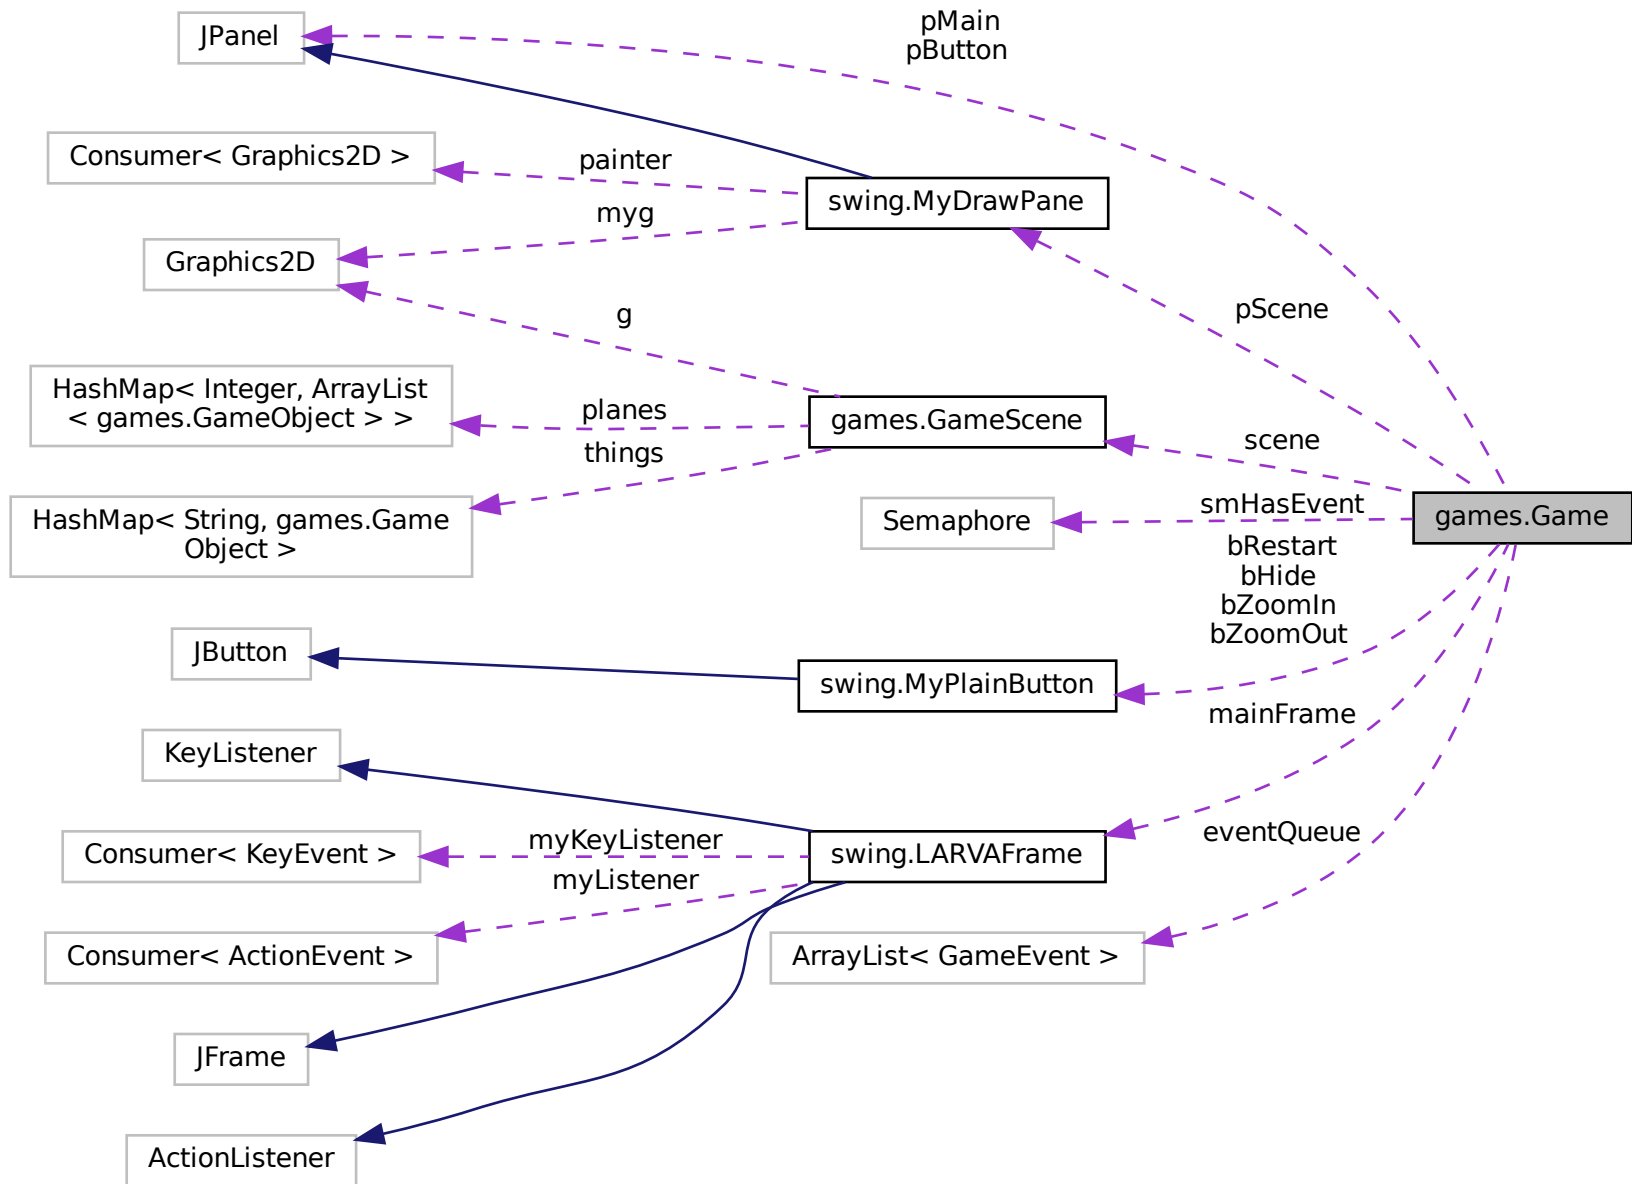 pMain
pButton
JPanel
Consumer< Graphics2D >
painter
swing.MyDrawPane
myg
Graphics2D
g
pScene
HashMap< Integer, ArrayList
< games.GameObject > >
planes
games.GameScene
scene
things
HashMap< String, games.Game
Object >
Semaphore
smHasEvent
games.Game
bRestart
bHide
bZoomIn
bZoomOut
JButton
swing.MyPlainButton
mainFrame
KeyListener
Consumer< KeyEvent >
myKeyListener
swing.LARVAFrame
eventQueue
myListener
Consumer< ActionEvent >
ArrayList< GameEvent >
JFrame
ActionListener